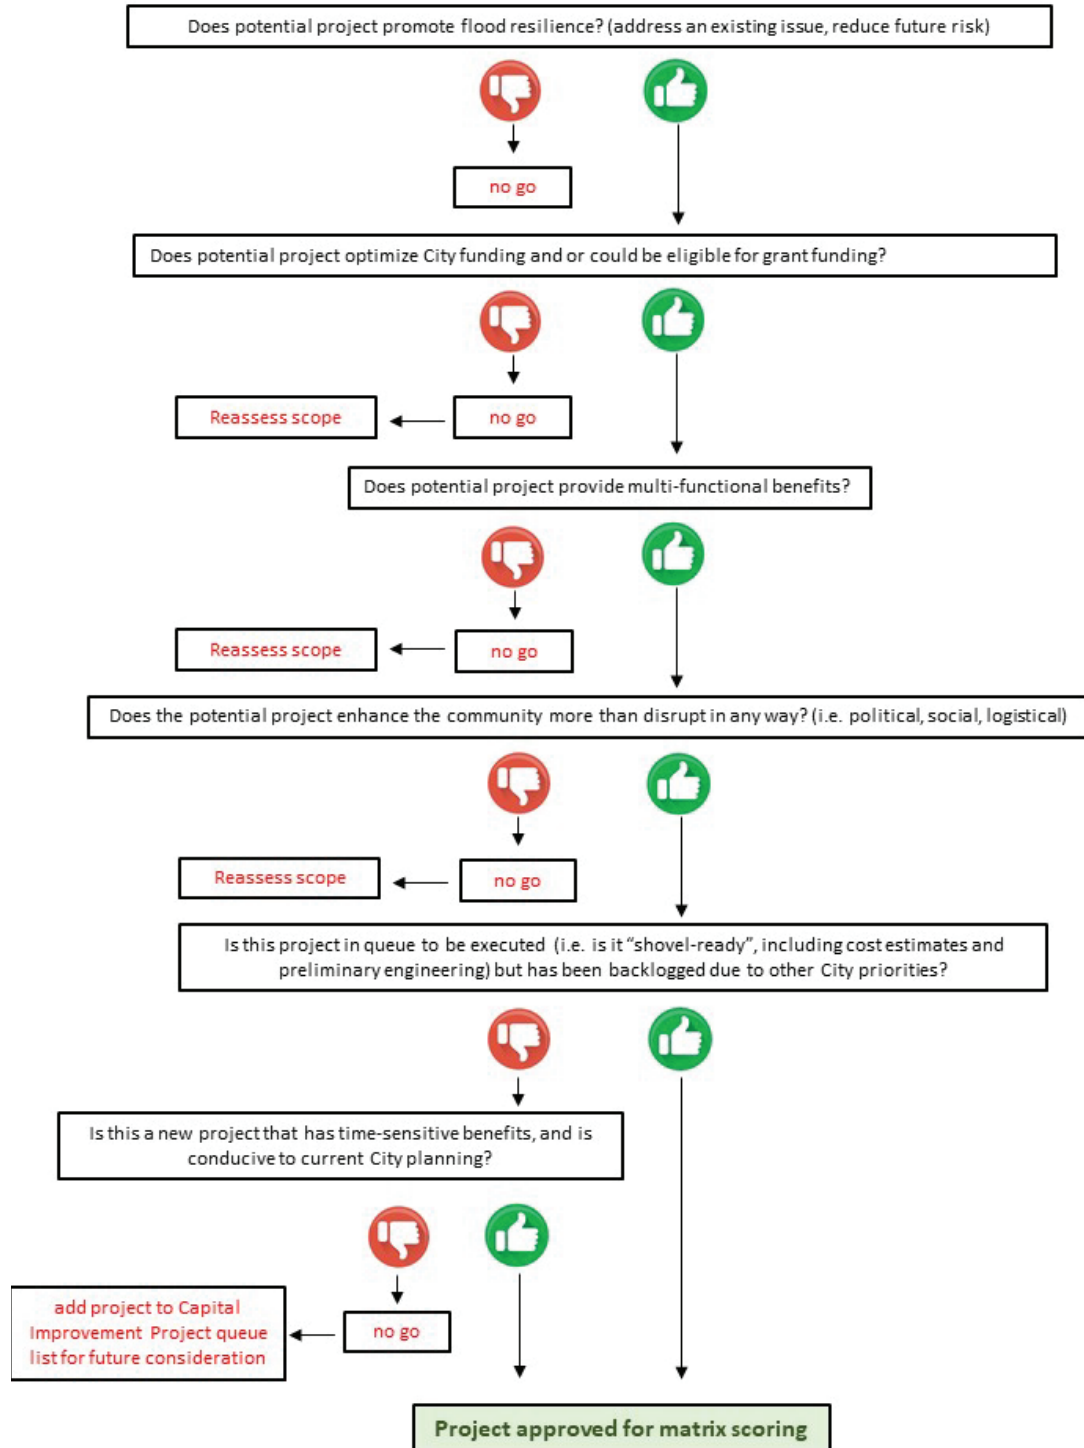 Does potential project promote flood resilience? (address an existing issue, reduce future risk)
no go
Does potential project optimize City funding and or could be eligible for grant funding?
Reassess scope
no go
Does potential project provide multi-functional benefits?
Reassess scope
no go
Does the potential project enhance the community more than disrupt in any way? (i.e. political, social, logistical)
Reassess scope
no go
Is this project in queue to be executed (i.e. is it “shovel-ready”, including cost estimates and
preliminary engineering) but has been backlogged due to other City priorities?
Is this a new project that has time-sensitive benefits, and is
conducive to current City planning?
add project to Capital
Improvement Project queue
list for future consideration
no go
Project approved for matrix scoring